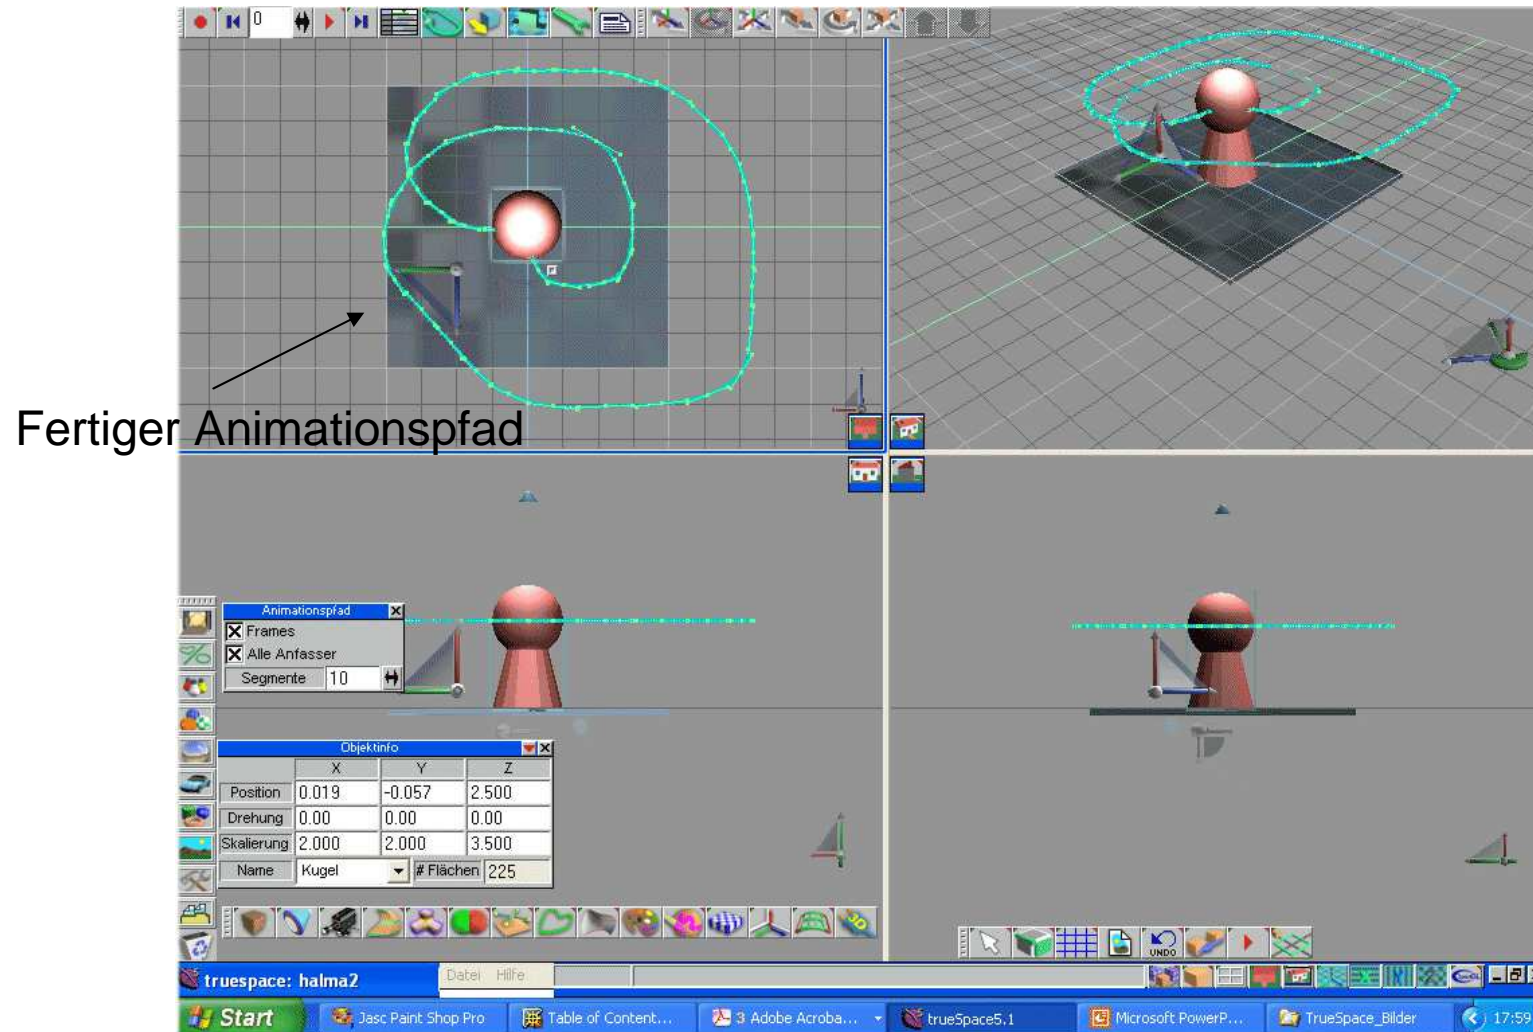 0
Fertiger Animationspfad
Animationspfad
Frames
Alle Anfasser
Segmente 10
Objektinfo
X Y Z
Position 0.019 -0.057 2.500
Drehung 0.00 0.00 0.00
Skalierung 2.000 2.000 3.500
Name Kugel # Flächen 225
3D
UNDO
truespace: halma2 Datei Hilfe
Start Jasc Paint Shop Pro Table of Content... 3 Adobe Acroba... trueSpace5.1 Microsoft PowerP... TrueSpace_Bilder 17:59